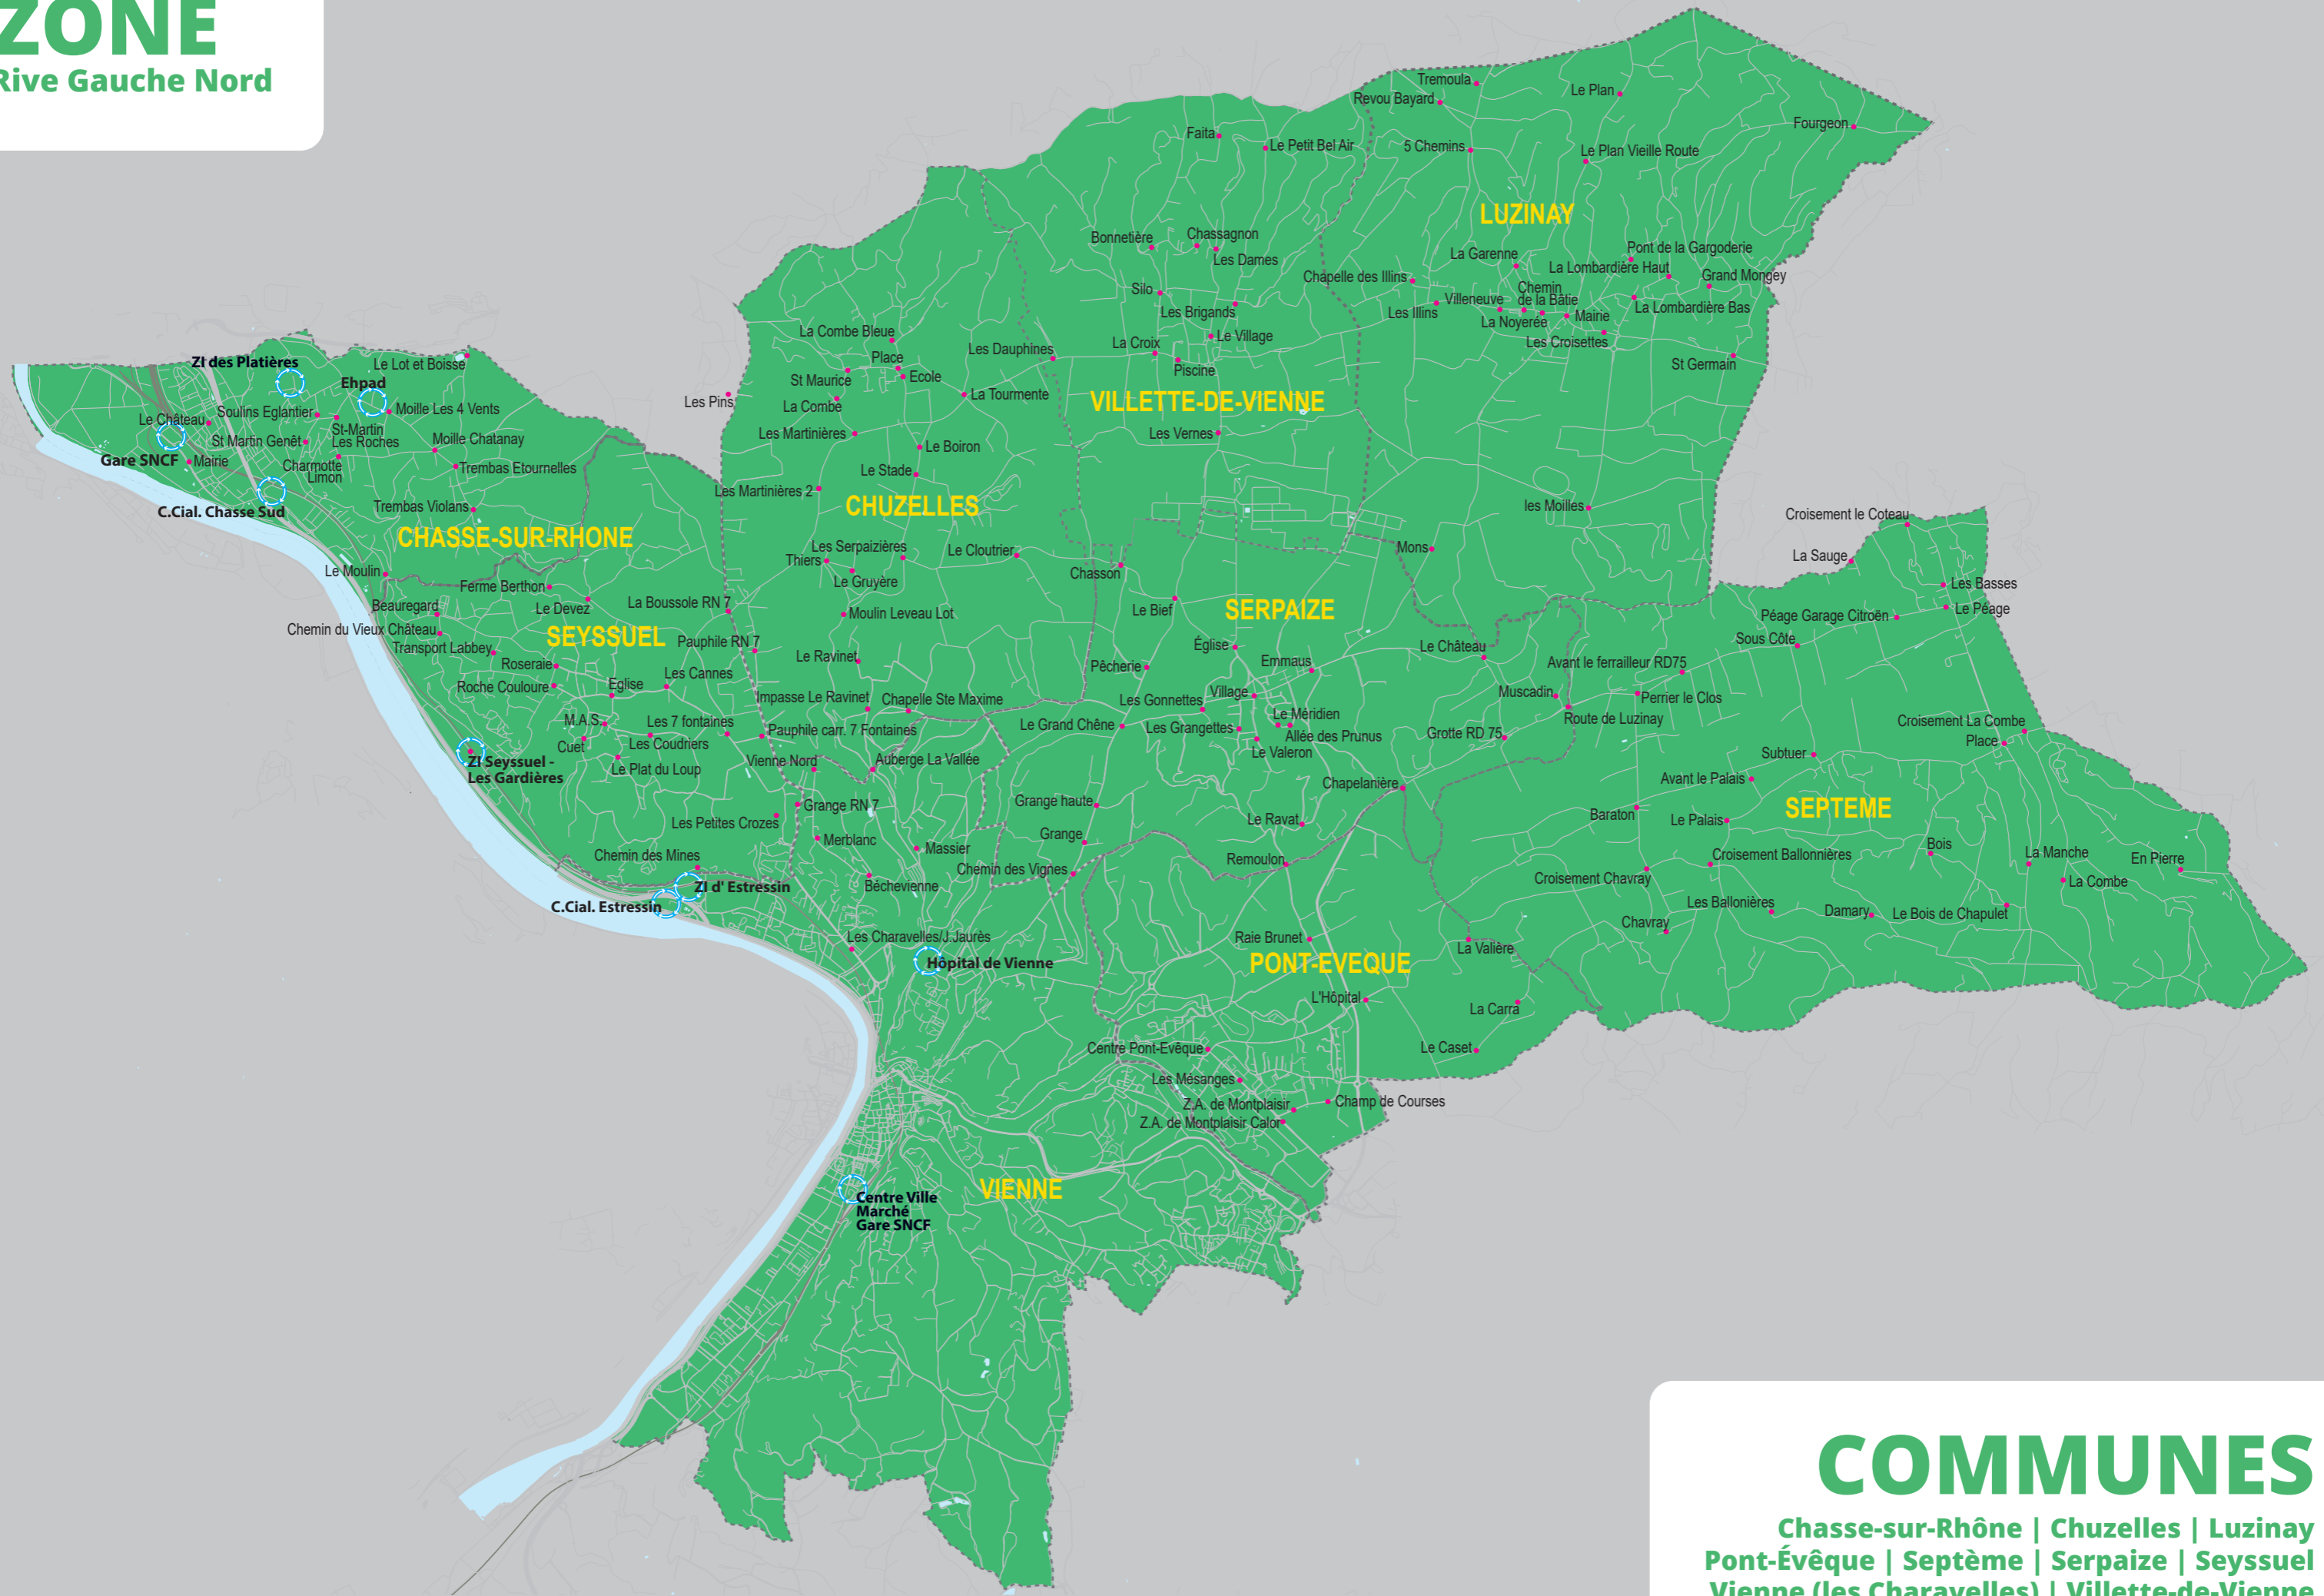 ZONE
Rive Gauche Nord
Tremoula
Revou Bayard
Le Plan
Fourgeon
Faita
Le Petit Bel Air
5 Chemins
Le Plan Vieille Route
LUZINAY
Bonnetière
Chassagnon
Les Dames
La Garenne
Pont de la Gargoderie
La Lombardière Haut
Grand Mongey
Chapelle des Illins
Silo
Les Brigands
Les Illins
Villeneuve
Chemin
de la Bâtie
La Noyerée
Mairie
La Lombardière Bas
Les Croisettes
St Germain
La Combe Bleue
Place
Ecole
St Maurice
La Combe
Les Dauphines
La Croix
Le Village
Piscine
La Tourmente
VILLETTE-DE-VIENNE
Les Pins
Les Martinières
Le Boiron
Les Vernes
Le Stade
Les Martinières 2
CHUZELLES
les Moilles
ZI des Platières
Ehpad
Le Lot et Boisse
Soulins Eglantier
Moille Les 4 Vents
Le Château
St-Martin
Les Roches
St Martin Genêt
Moille Chatanay
Gare SNCF
Mairie
Charmotte
Limon
Trembas Etournelles
C.Cial. Chasse Sud
Trembas Violans
CHASSE-SUR-RHONE
Croisement le Coteau
La Sauge
Les Basses
Le Péage
Péage Garage Citroën
Sous Côte
Les Serpaizières
Thiers
Le Gruyère
Le Cloutrier
Chasson
Mons
Le Moulin
Ferme Berthon
Le Devez
La Boussole RN 7
Moulin Leveau Lot
Le Bief
SERPAIZE
Beauregard
Chemin du Vieux Château
SEYSSUEL
Pauphile RN 7
Transport Labbey
Roseraie
Le Ravinet
Pêcherie
Église
Emmaus
Le Château
Avant le ferrailleur RD75
Roche Couloure
Eglise
Les Cannes
Impasse Le Ravinet
Chapelle Ste Maxime
Les Gonnettes
Village
Muscadin
Perrier le Clos
Route de Luzinay
M.A.S.
Les 7 fontaines
Pauphile carr. 7 Fontaines
Le Grand Chêne
Les Grangettes
Le Méridien
Allée des Prunus
Le Valeron
Grotte RD 75
Croisement La Combe
Place
Cuet
Les Coudriers
Le Plat du Loup
Vienne Nord
Auberge La Vallée
Subtuer
Avant le Palais
ZI Seyssuel -
Les Gardières
Chapelanière
SEPTEME
Grange RN 7
Grange haute
Baraton
Le Palais
Les Petites Crozes
Merblanc
Massier
Grange
Le Ravat
Remoulon
Bois
La Manche
En Pierre
Chemin des Mines
Chemin des Vignes
Croisement Ballonnières
Croisement Chavray
La Combe
ZI d' Estressin
C.Cial. Estressin
Béchevienne
Les Ballonières
Damary
Le Bois de Chapulet
Chavray
Les Charavelles/J.Jaurès
Hôpital de Vienne
Raie Brunet
PONT-EVEQUE
La Valière
L'Hôpital
La Carra
Centre Pont-Evêque
Le Caset
Les Mésanges
Z.A. de Montplaisir
Champ de Courses
Z.A. de Montplaisir Calor
VIENNE
Centre Ville
Marché
Gare SNCF
COMMUNES
Chasse-sur-Rhône | Chuzelles | Luzinay
Pont-Évêque | Septème | Serpaize | Seyssuel
Vienne (les Charavelles) | Villette-de-Vienne